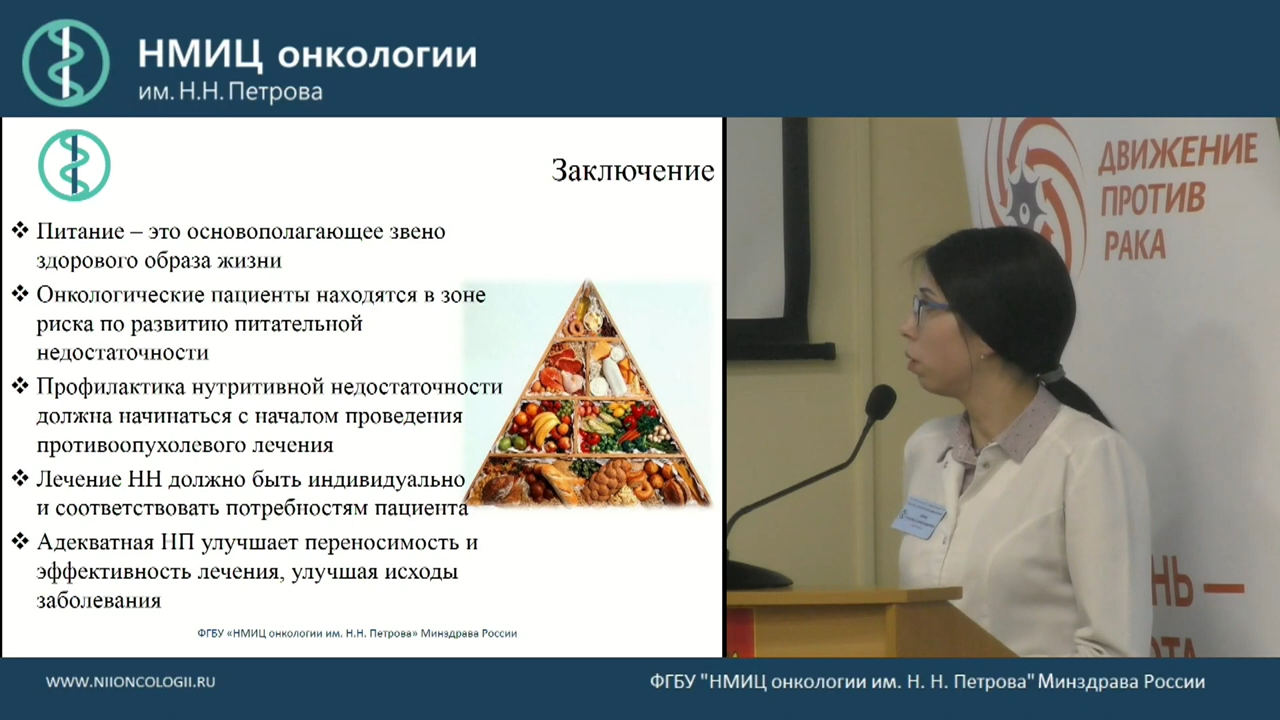 НМИЦ онкологии
им. Н.Н. Петрова
Заключение
❖ Питание – это основополагающее звено
здорового образа жизни
❖ Онкологические пациенты находятся в зоне
риска по развитию питательной
недостаточности
❖ Профилактика нутритивной недостаточности
должна начинаться с началом проведения
противоопухолевого лечения
❖ Лечение НН должно быть индивидуально
и соответствовать потребностям пациента
❖ Адекватная НП улучшает переносимость и
эффективность лечения, улучшая исходы
заболевания
ФГБУ «НМИЦ онкологии им. Н.Н. Петрова» Минздрава России
ДВИЖЕНИЕ
ПРОТИВ
РАКА
WWW.NIIONCOLOGII.RU
ФГБУ "НМИЦ онкологии им. Н. Н. Петрова" Минздрава России